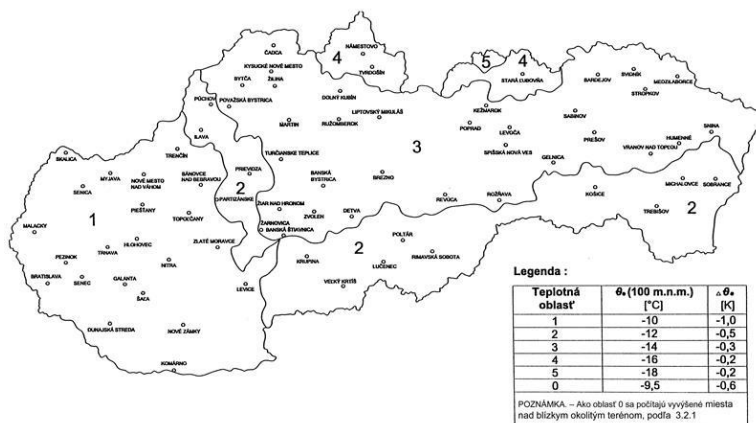 ČADCA
NÁMESTOVO
4
TVRDOŠÍN
5
4
STARÁ ĽUBOVŇA
KYSUCKÉ NOVÉ MESTO
BYTČA
ŽILINA
PÚCHOV
POVAŽSKÁ BYSTRICA
DOLNÝ KUBÍN
BARDEJOV
SVIDNÍK
MEDZILABORCE
STROPKOV
MARTIN
RUŽOMBEROK
LIPTOVSKÝ MIKULÁŠ
KEŽMAROK
POPRAD
LEVOČA
SABINOV
PREŠOV
SNINA
HUMENNÉ
VRANOV NAD TOPĽOU
ILAVA
TRENČÍN
TURČIANSKE TEPLICE
3
SPIŠSKÁ NOVÁ VES
GELNICA
SKALICA
MYJAVA
NOVÉ MESTO
NAD VÁHOM
BÁNOVCE
NAD BEBRAVOU
PRIEVIDZA
BANSKÁ
BYSTRICA
BREZNO
MICHALOVCE
SOBRANCE
SENICA
2
PARTIZÁNSKE
REVÚCA
ROŽŇAVA
KOŠICE
TREBIŠOV
2
1
PIEŠŤANY
TOPOĽČANY
ŽIAR NAD HRONOM
ZVOLEN
DETVA
MALACKY
ŽARNOVICA
BANSKÁ ŠTIAVNICA
HLOHOVEC
TRNAVA
ZLATÉ MORAVCE
2
POLTÁR
PEZINOK
NITRA
KRUPINA
LUČENEC
RIMAVSKÁ SOBOTA
BRATISLAVA
SENEC
GALANTA
ŠAĽA
LEVICE
VEĽKÝ KRTÍŠ
DUNAJSKÁ STREDA
NOVÉ ZÁMKY
KOMÁRNO
Legenda :
Teplotná oblasť θₑ (100 m.n.m.) [°C] △θₑ [K]
1 -10 -1,0
2 -12 -0,5
3 -14 -0,3
4 -16 -0,2
5 -18 -0,2
0 -9,5 -0,6
POZNÁMKA. – Ako oblasť 0 sa počítajú vyvýšené miesta
nad blízkym okolitým terénom, podľa 3.2.1